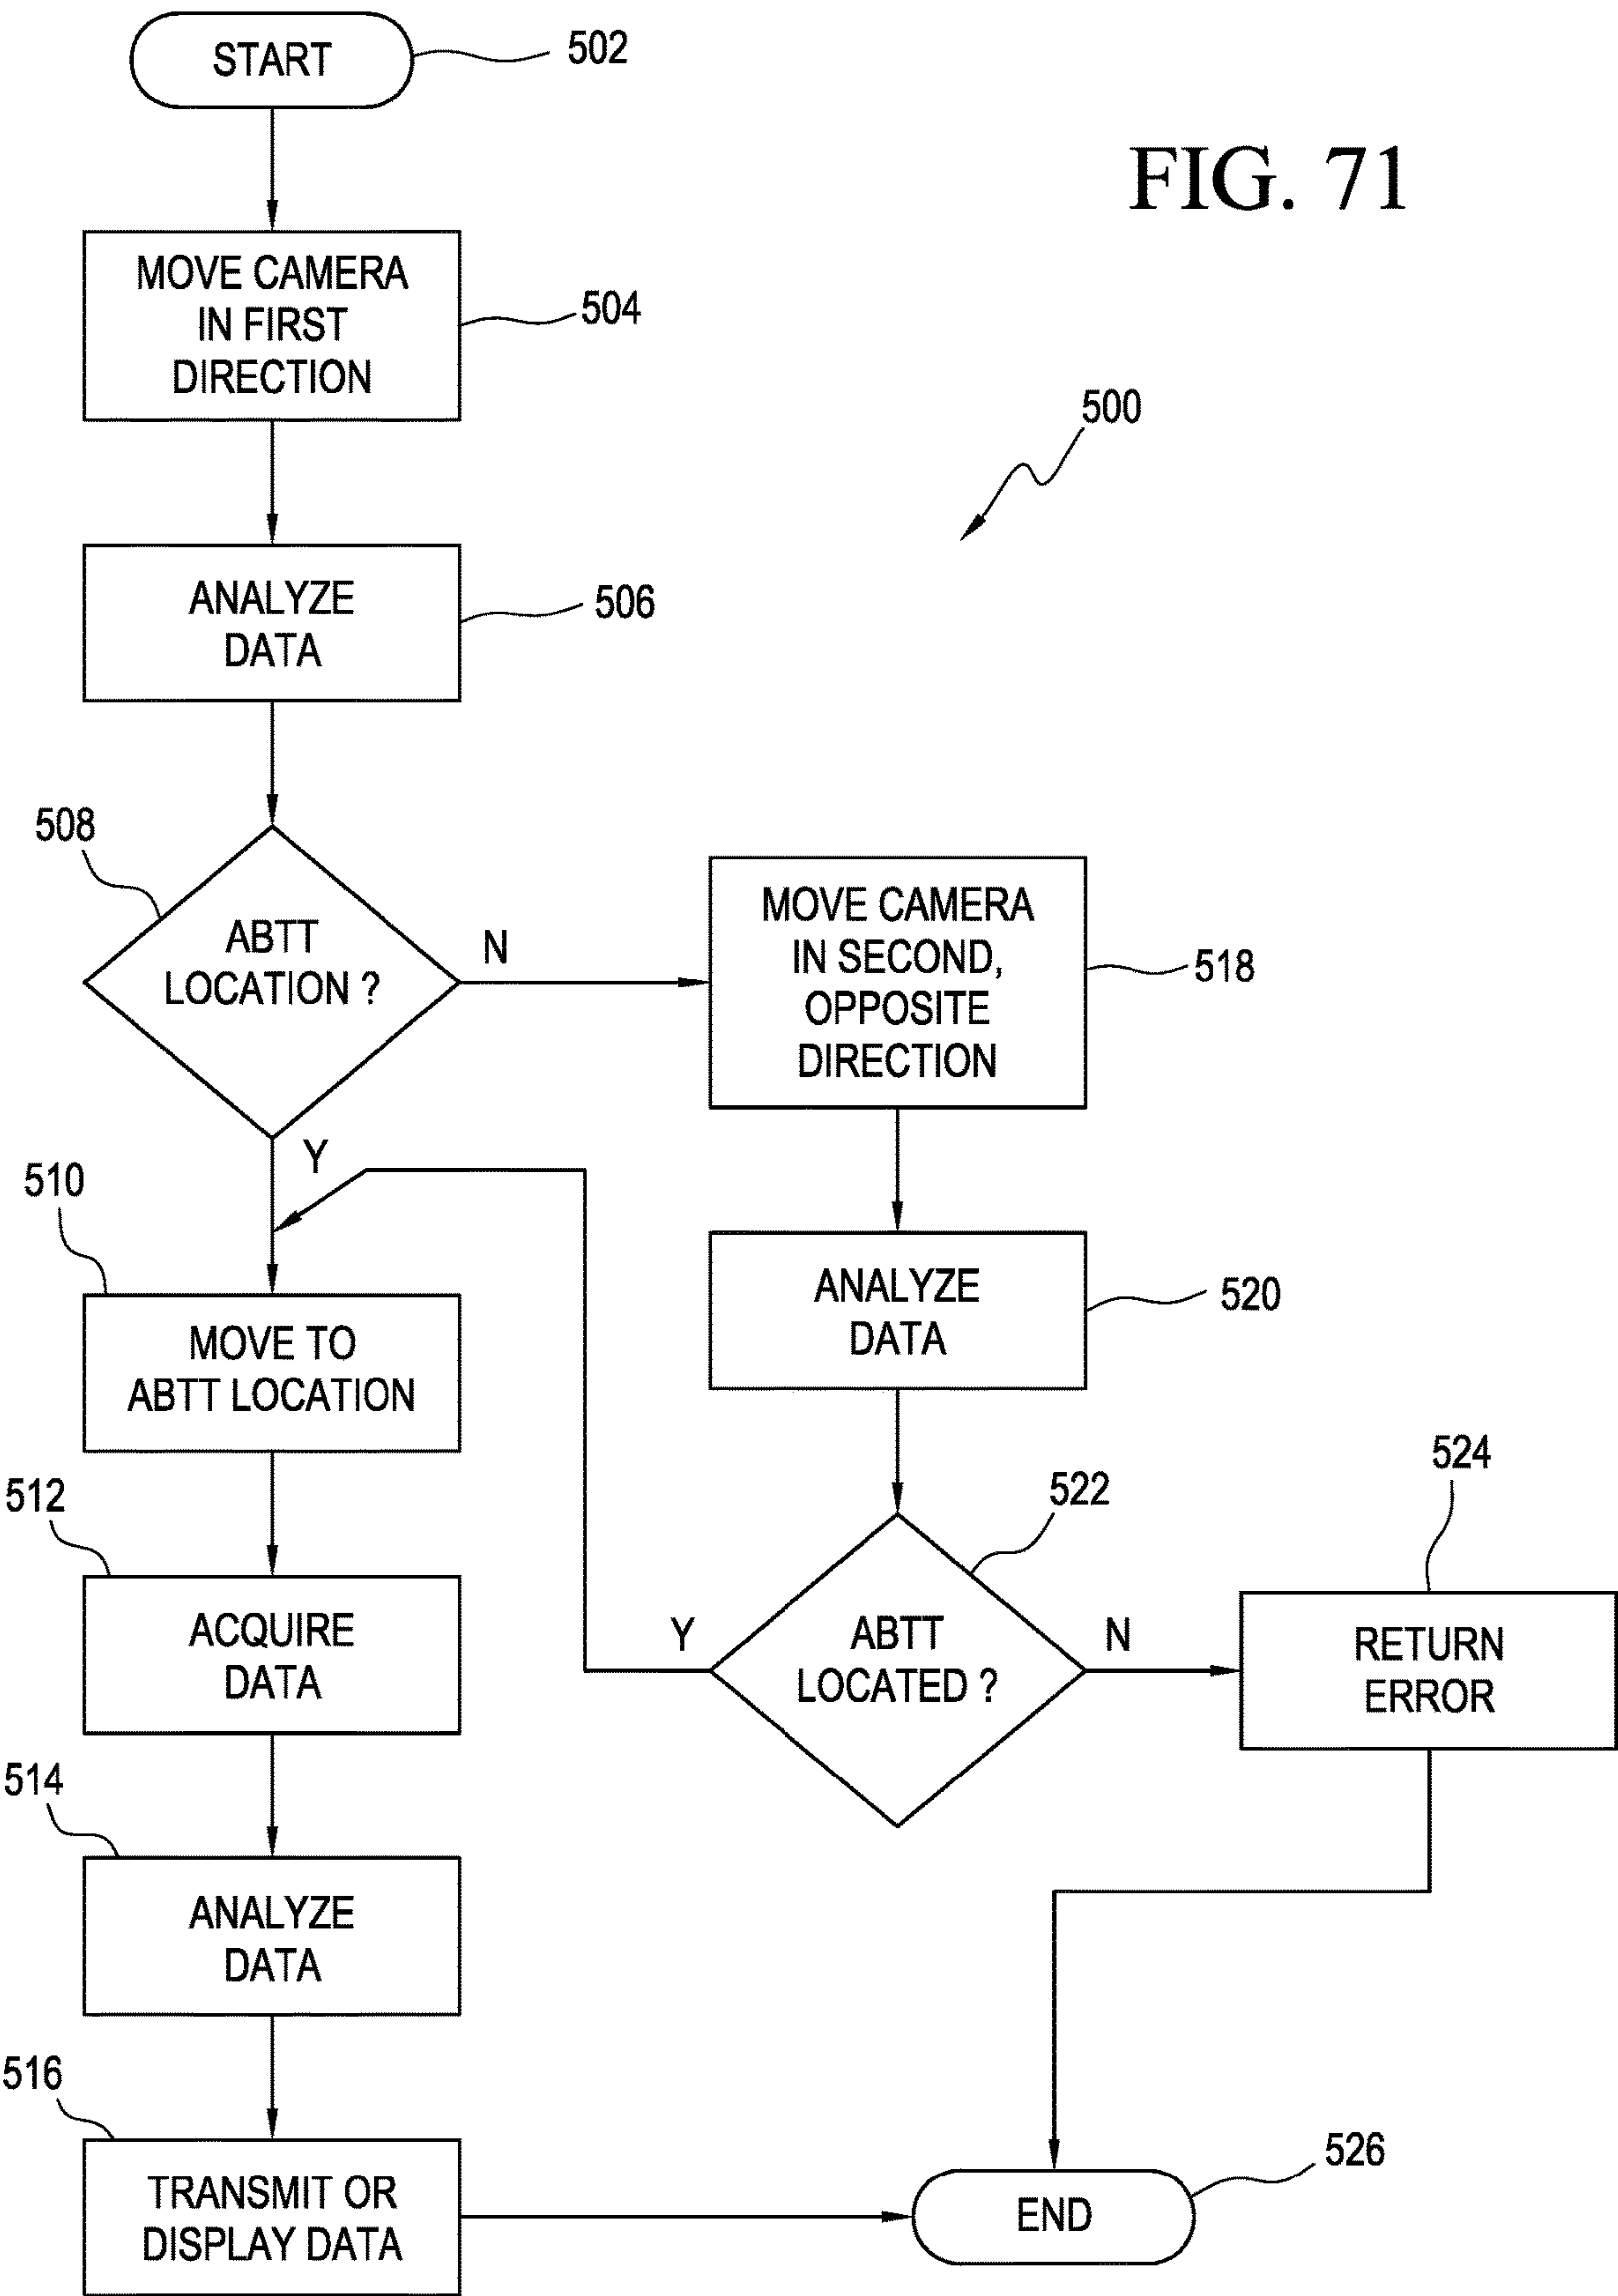 START
502
FIG. 71
MOVE CAMERA
IN FIRST
DIRECTION
504
500
ANALYZE
DATA
506
508
ABTT
LOCATION ?
N
Y
MOVE CAMERA
IN SECOND,
OPPOSITE
DIRECTION
518
510
MOVE TO
ABTT LOCATION
ANALYZE
DATA
520
512
ACQUIRE
DATA
522
Y
ABTT
LOCATED ?
N
524
RETURN
ERROR
514
ANALYZE
DATA
516
TRANSMIT OR
DISPLAY DATA
END
526